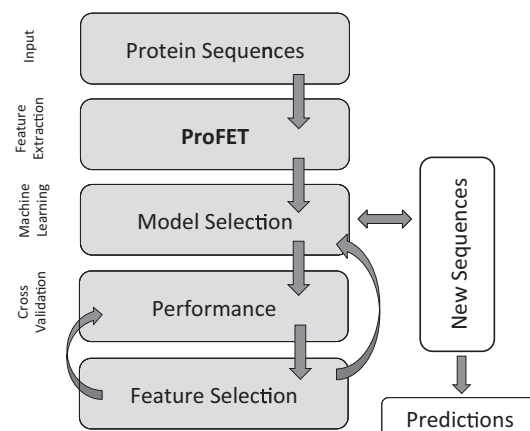 Input
Protein Sequences
Feature
Extraction
ProFET
Machine
Learning
Model Selection
New Sequences
Cross
Validation
Performance
Feature Selection
Predictions